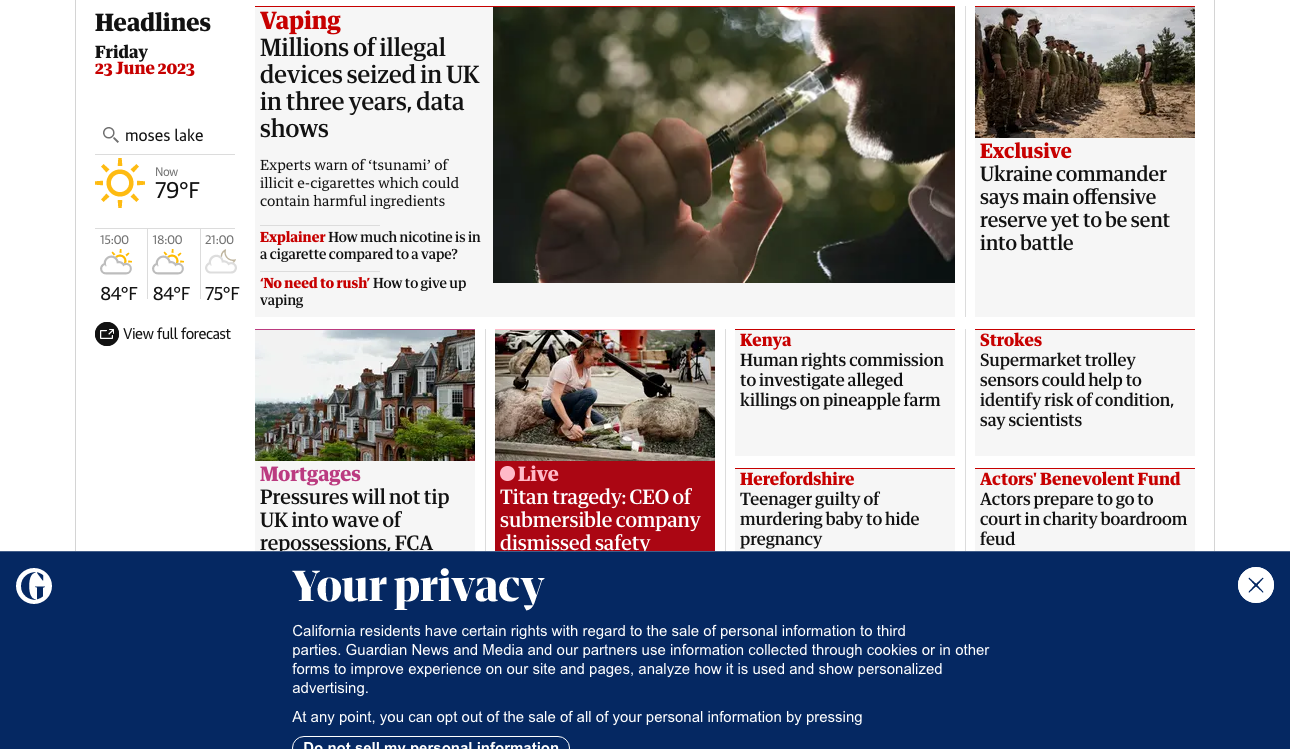 Headlines
Friday
23 June 2023
moses lake
Now
79°F
15:00
18:00
21:00
84°F
84°F
75°F
View full forecast
Vaping
Millions of illegal
devices seized in UK
in three years, data
shows
Experts warn of ‘tsunami’ of
illicit e-cigarettes which could
contain harmful ingredients
Explainer How much nicotine is in
a cigarette compared to a vape?
‘No need to rush’ How to give up
vaping
Exclusive
Ukraine commander
says main offensive
reserve yet to be sent
into battle
Mortgages
Pressures will not tip
UK into wave of
repossessions, FCA
Live
Titan tragedy: CEO of
submersible company
dismissed safety
Kenya
Human rights commission
to investigate alleged
killings on pineapple farm
Strokes
Supermarket trolley
sensors could help to
identify risk of condition,
say scientists
Herefordshire
Teenager guilty of
murdering baby to hide
pregnancy
Actors' Benevolent Fund
Actors prepare to go to
court in charity boardroom
feud
G
Your privacy
California residents have certain rights with regard to the sale of personal information to third
parties. Guardian News and Media and our partners use information collected through cookies or in other
forms to improve experience on our site and pages, analyze how it is used and show personalized
advertising.
At any point, you can opt out of the sale of all of your personal information by pressing
Do not sell my personal information